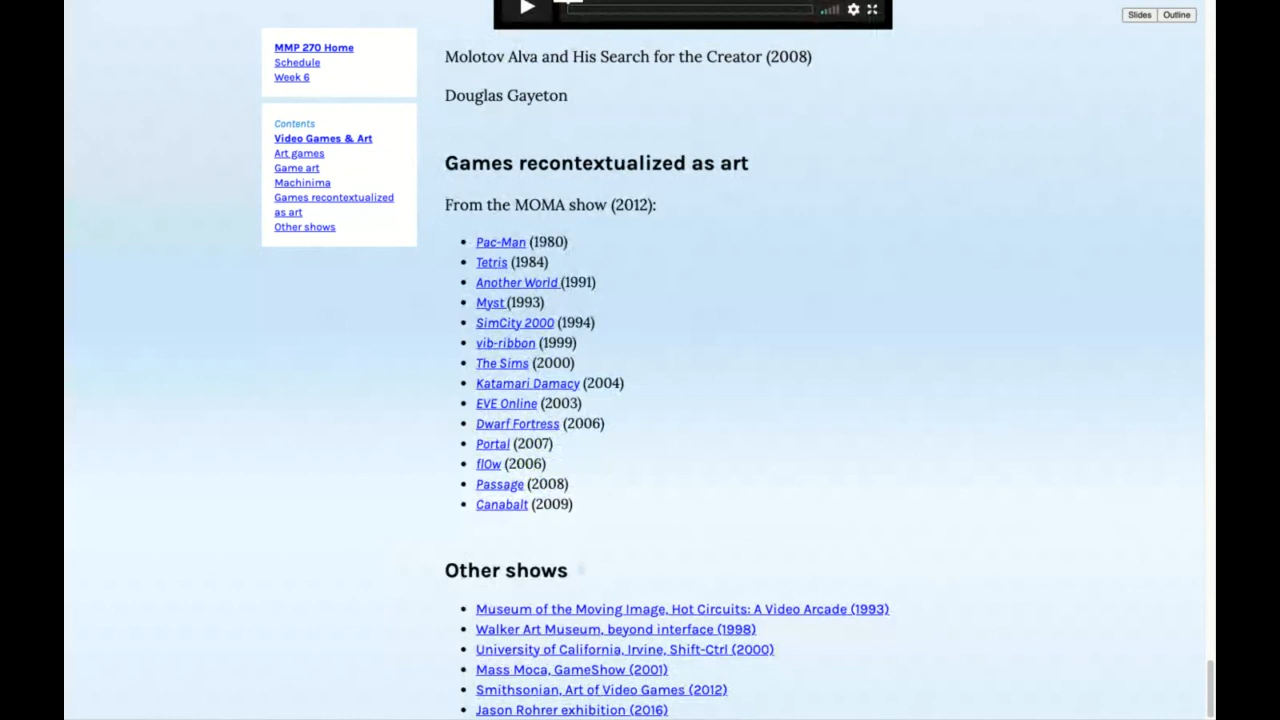 Slides Outline
MMP 270 Home
Schedule
Week 6
Contents
Video Games & Art
Art games
Game art
Machinima
Games recontextualized
as art
Other shows
Molotov Alva and His Search for the Creator (2008)
Douglas Gayeton
Games recontextualized as art
From the MOMA show (2012):
Pac-Man (1980)
Tetris (1984)
Another World (1991)
Myst (1993)
SimCity 2000 (1994)
vib-ribbon (1999)
The Sims (2000)
Katamari Damacy (2004)
EVE Online (2003)
Dwarf Fortress (2006)
Portal (2007)
flOw (2006)
Passage (2008)
Canabalt (2009)
Other shows
Museum of the Moving Image, Hot Circuits: A Video Arcade (1993)
Walker Art Museum, beyond interface (1998)
University of California, Irvine, Shift-Ctrl (2000)
Mass Moca, GameShow (2001)
Smithsonian, Art of Video Games (2012)
Jason Rohrer exhibition (2016)